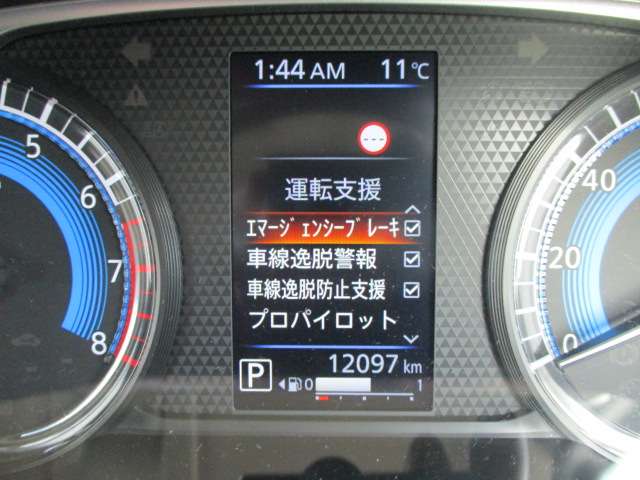 1:44 AM 11℃
運転支援
エマージェンシーブレーキ
車線逸脱警報
車線逸脱防止支援
プロパイロット
12097 km
P 0 1
5
6
7
8
40
20
0